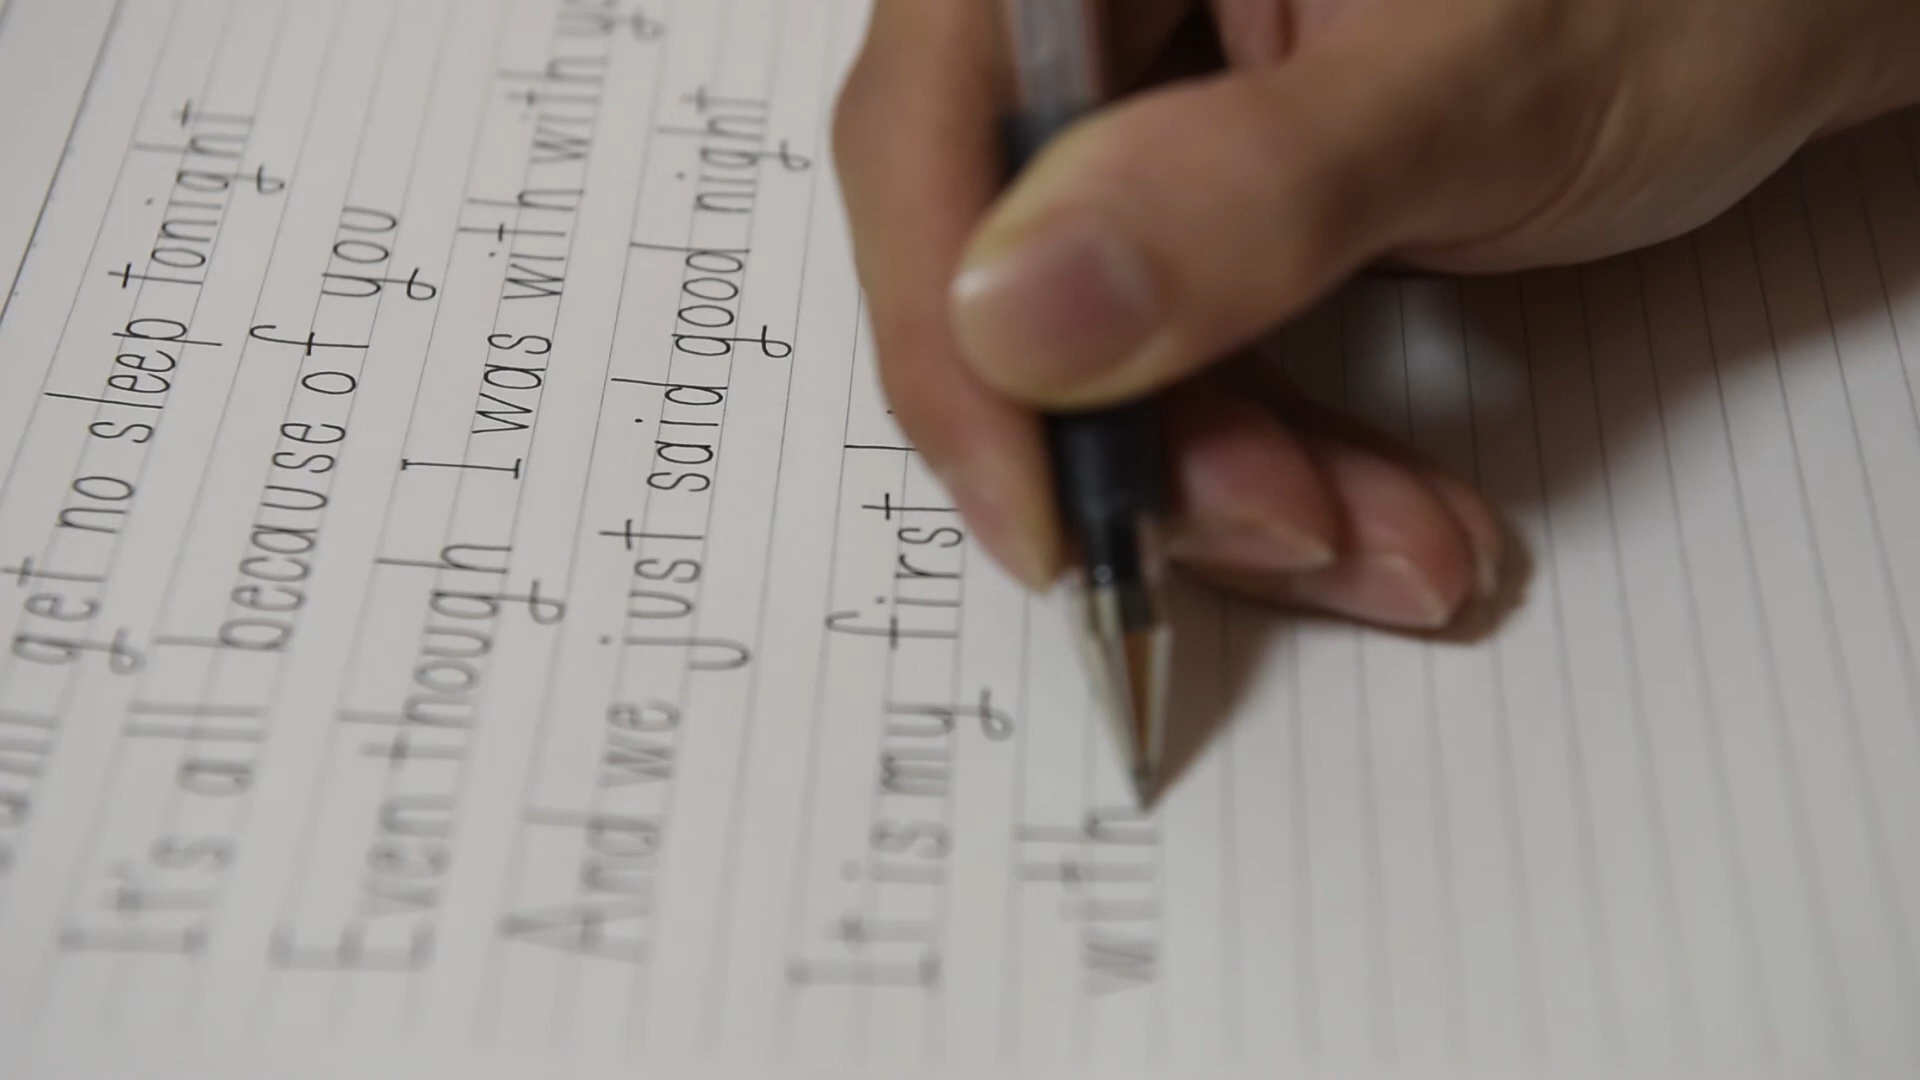 get no sleep tonight
It's all because of you
Even though I was with with
And we just said good night
It is my first
with